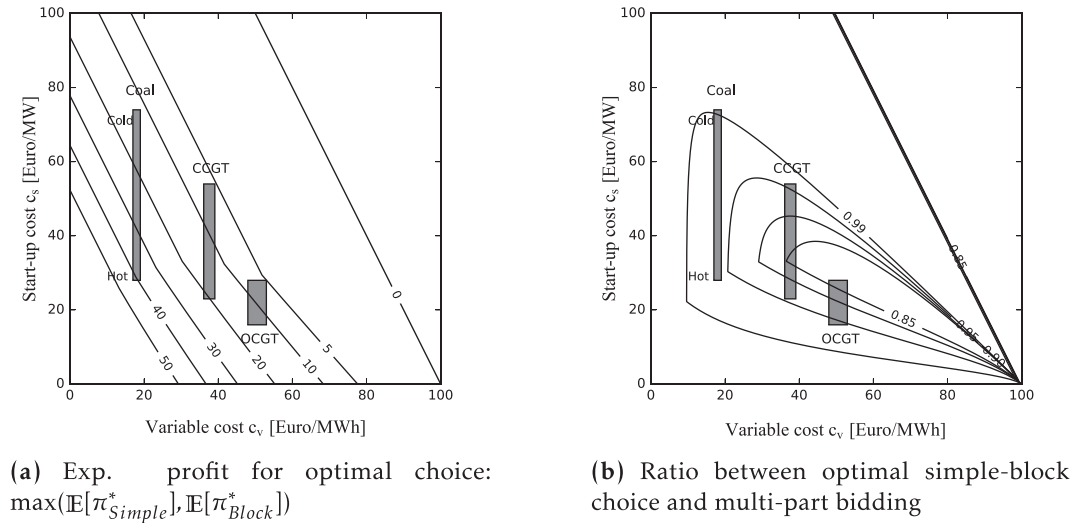 100
80
60
40
20
0
Start-up cost c_s [Euro/MW]
Coal
Cold
Hot
CCGT
OCGT
50
40
30
20
10
5
0
0 20 40 60 80 100
Variable cost c_v [Euro/MWh]
(a) Exp. profit for optimal choice:
max(𝔼[π*_Simple], 𝔼[π*_Block])
100
80
60
40
20
0
Start-up cost c_s [Euro/MW]
Coal
Cold
Hot
CCGT
OCGT
0.99
0.85
0.85
0.95
0.90
0 20 40 60 80 100
Variable cost c_v [Euro/MWh]
(b) Ratio between optimal simple-block
choice and multi-part bidding